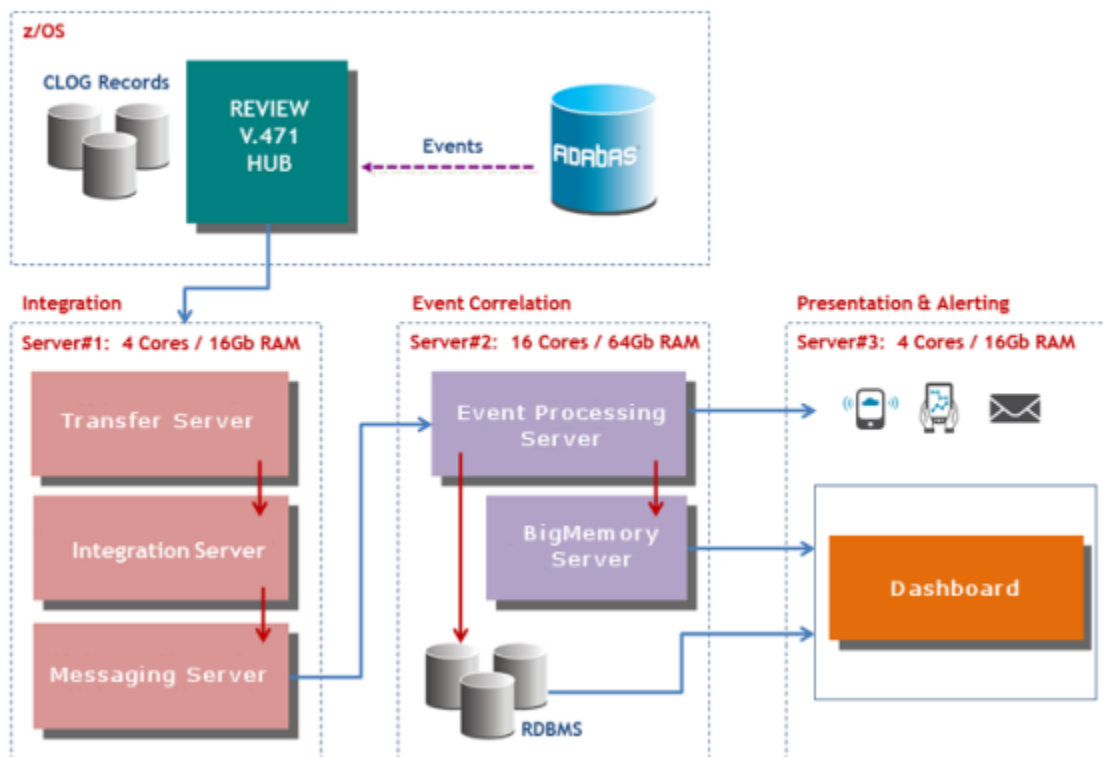 z/OS
CLOG Records
REVIEW
V.471
HUB
Events
ADABAS
Integration
Server#1: 4 Cores / 16Gb RAM
Transfer Server
Integration Server
Messaging Server
Event Correlation
Server#2: 16 Cores / 64Gb RAM
Event Processing
Server
BigMemory
Server
RDBMS
Presentation & Alerting
Server#3: 4 Cores / 16Gb RAM
Dashboard